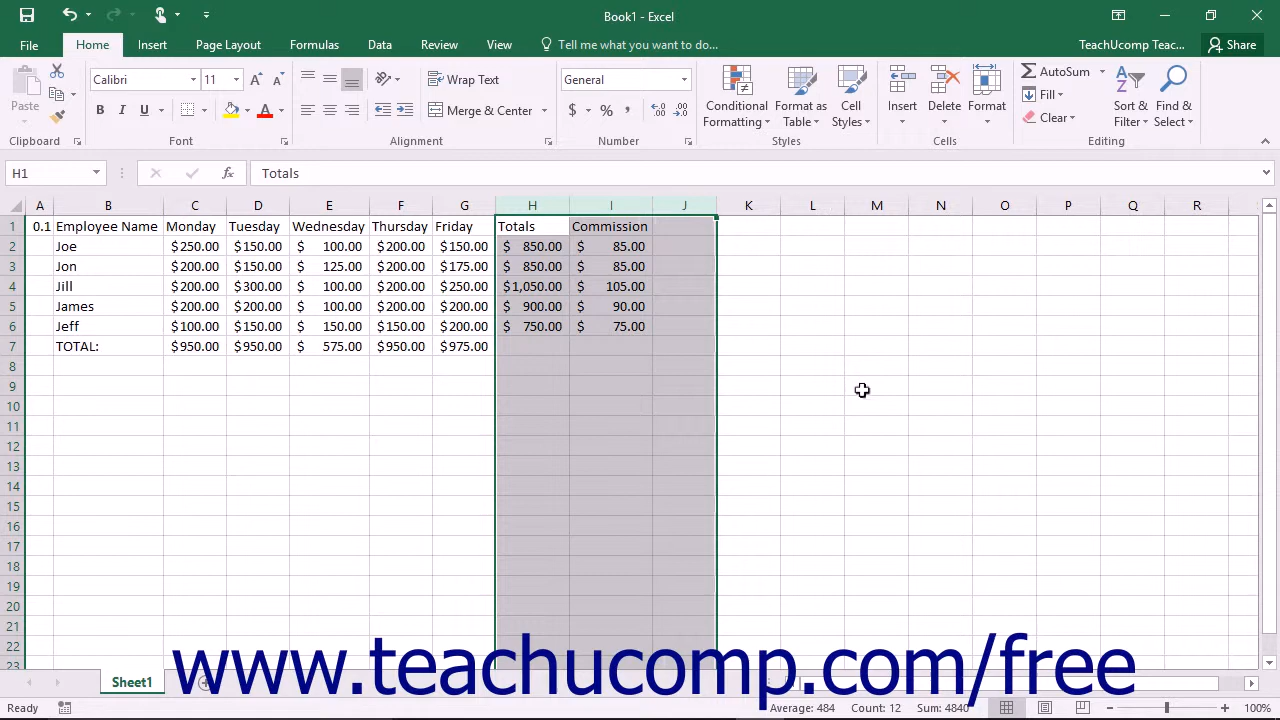 Book1 - Excel
File Home Insert Page Layout Formulas Data Review View Tell me what you want to do... TeachUcomp Teac... Share
Paste Calibri 11 Wrap Text General Conditional Formatting Format as Table Cell Styles Insert Delete Format AutoSum Fill Clear Sort & Filter Find & Select
B I U Merge & Center $ %
Clipboard Font Alignment Number Styles Cells Editing
H1 fx Totals
A B C D E F G H I J K L M N O P Q R
1 0.1 Employee Name Monday Tuesday Wednesday Thursday Friday Totals Commission
2 Joe $250.00 $150.00 $ 100.00 $200.00 $150.00 $ 850.00 $ 85.00
3 Jon $200.00 $150.00 $ 125.00 $200.00 $175.00 $ 850.00 $ 85.00
4 Jill $200.00 $300.00 $ 100.00 $200.00 $250.00 $1,050.00 $ 105.00
5 James $200.00 $200.00 $ 100.00 $200.00 $200.00 $ 900.00 $ 90.00
6 Jeff $100.00 $150.00 $ 150.00 $150.00 $200.00 $ 750.00 $ 75.00
7 TOTAL: $950.00 $950.00 $ 575.00 $950.00 $975.00
8
9
10
11
12
13
14
15
16
17
18
19
20
21
22
23
www.teachucomp.com/free
Sheet1
Ready Average: 484 Count: 12 Sum: 4840 100%